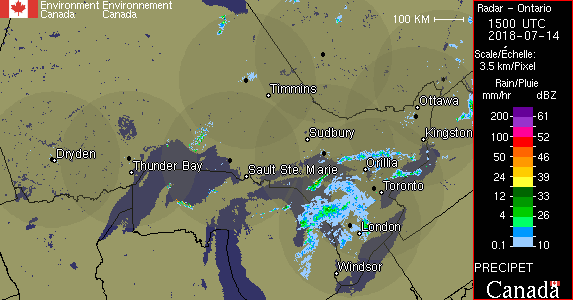 Environment Environnement
Canada Canada
100 KM
Timmins
Ottawa
Sudbury
Kingston
Dryden
Thunder Bay
Sault Ste. Marie
Orillia
Toronto
London
Windsor
Radar - Ontario
1500 UTC
2018-07-14
Scale/Échelle:
3.5 km/Pixel
Rain/Pluie
mm/hr dBZ
200 61
100 52
50 46
24 39
12 33
4 26
0.1 10
PRECIPET
Canada